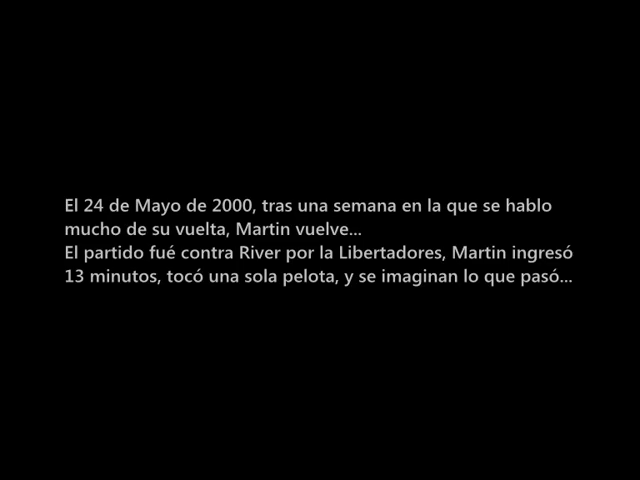 El 24 de Mayo de 2000, tras una semana en la que se hablo
mucho de su vuelta, Martin vuelve...
El partido fué contra River por la Libertadores, Martin ingresó
13 minutos, tocó una sola pelota, y se imaginan lo que pasó...